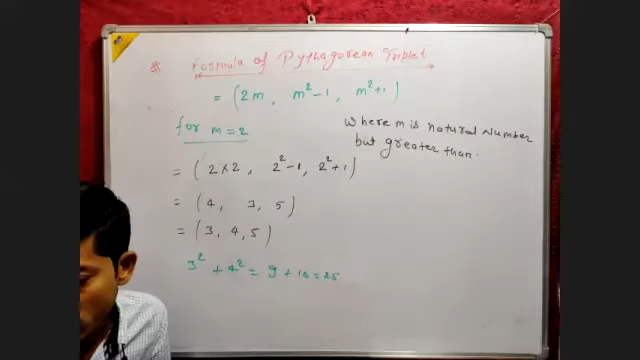 * Formula of Pythagorean Triplet
= (2m, m²-1, m²+1)
for m = 2
where m is natural Number
but greater than.
= (2×2, 2²-1, 2²+1)
= (4, 3, 5)
= (3, 4, 5)
3² + 4² = 9 + 16 = 25